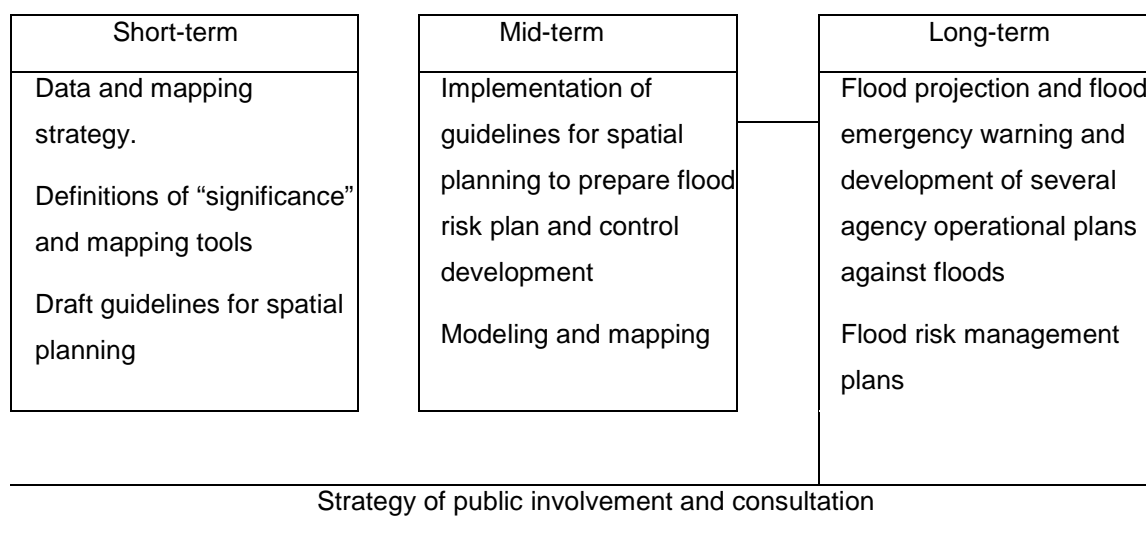 Short-term
Data and mapping
strategy.
Definitions of “significance”
and mapping tools
Draft guidelines for spatial
planning
Mid-term
Implementation of
guidelines for spatial
planning to prepare flood
risk plan and control
development
Modeling and mapping
Long-term
Flood projection and flood
emergency warning and
development of several
agency operational plans
against floods
Flood risk management
plans
Strategy of public involvement and consultation